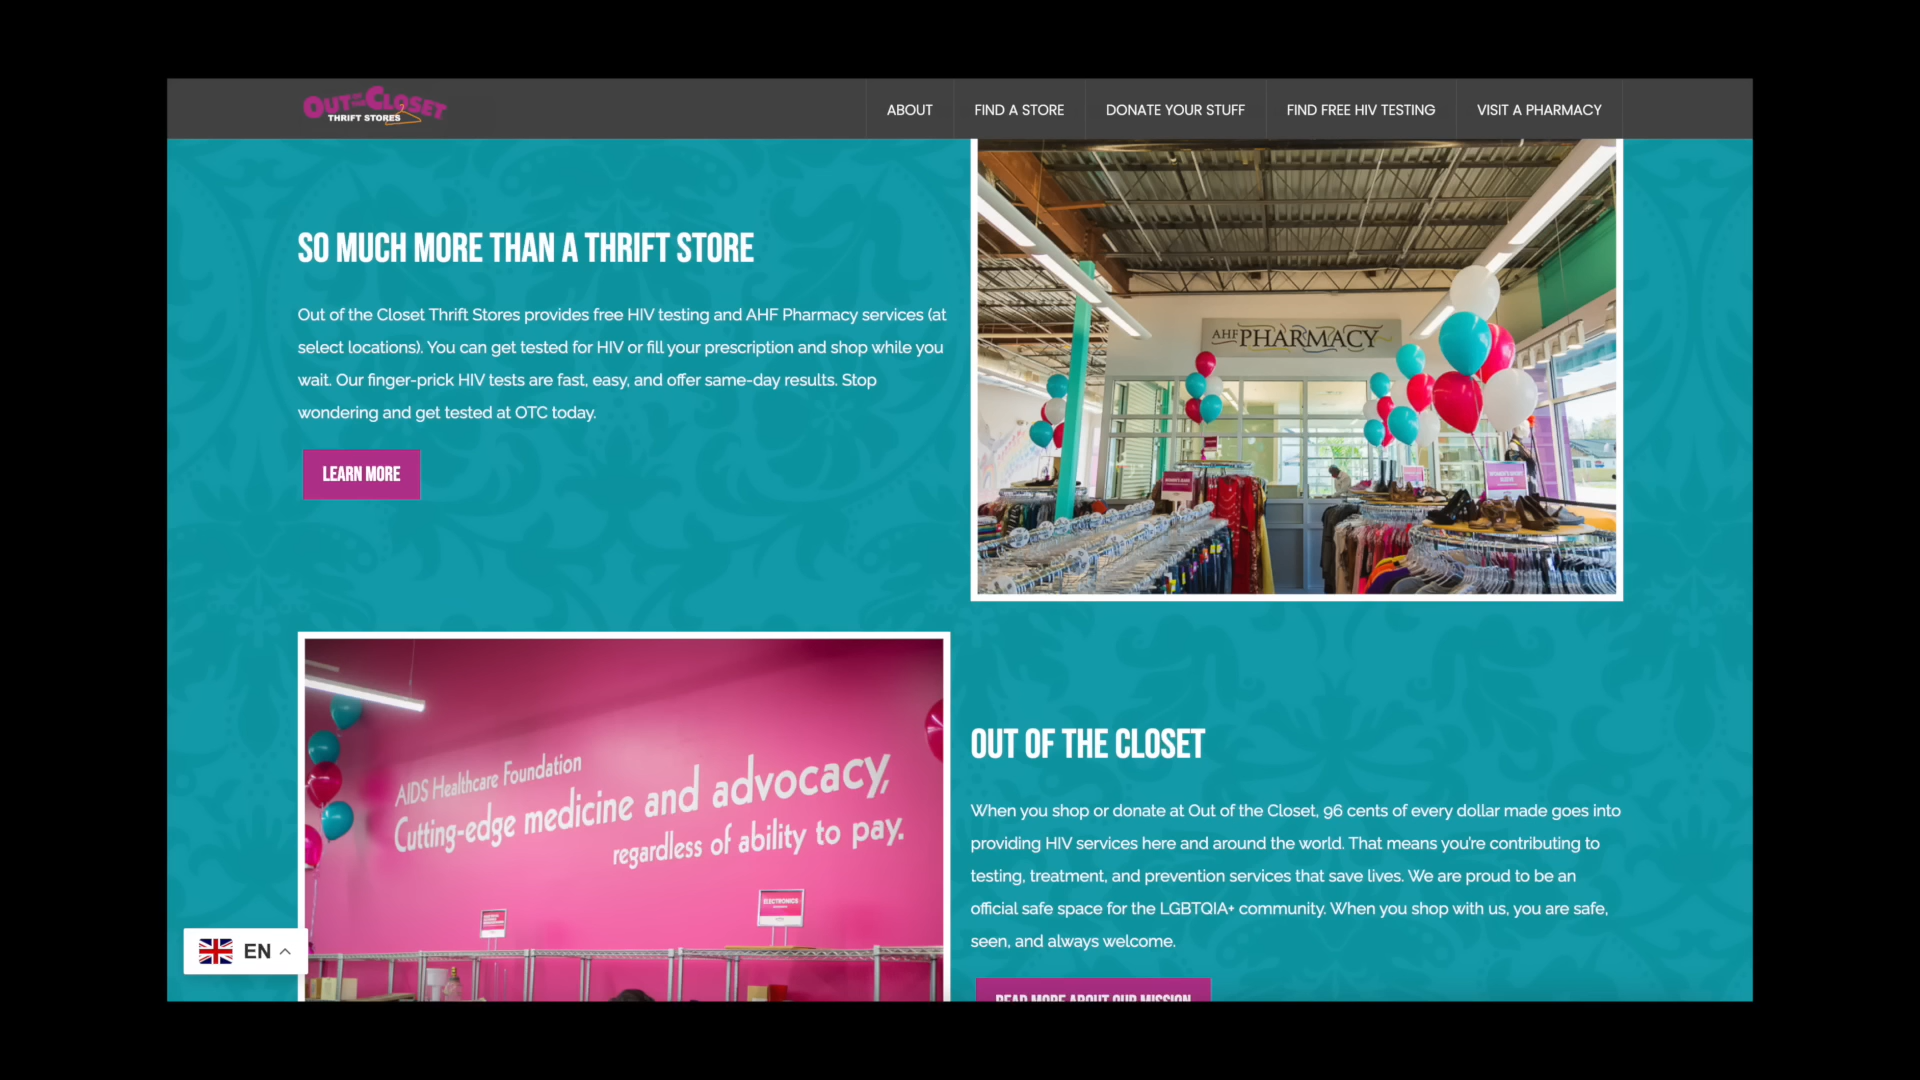 OUT OF THE CLOSET
THRIFT STORES
ABOUT
FIND A STORE
DONATE YOUR STUFF
FIND FREE HIV TESTING
VISIT A PHARMACY
SO MUCH MORE THAN A THRIFT STORE
Out of the Closet Thrift Stores provides free HIV testing and AHF Pharmacy services (at
select locations). You can get tested for HIV or fill your prescription and shop while you
wait. Our finger-prick HIV tests are fast, easy, and offer same-day results. Stop
wondering and get tested at OTC today.
LEARN MORE
AHF PHARMACY
AIDS Healthcare Foundation
Cutting-edge medicine and advocacy,
regardless of ability to pay.
ELECTRONICS
OUT OF THE CLOSET
When you shop or donate at Out of the Closet, 96 cents of every dollar made goes into
providing HIV services here and around the world. That means you're contributing to
testing, treatment, and prevention services that save lives. We are proud to be an
official safe space for the LGBTQIA+ community. When you shop with us, you are safe,
seen, and always welcome.
READ MORE ABOUT OUR MISSION
EN